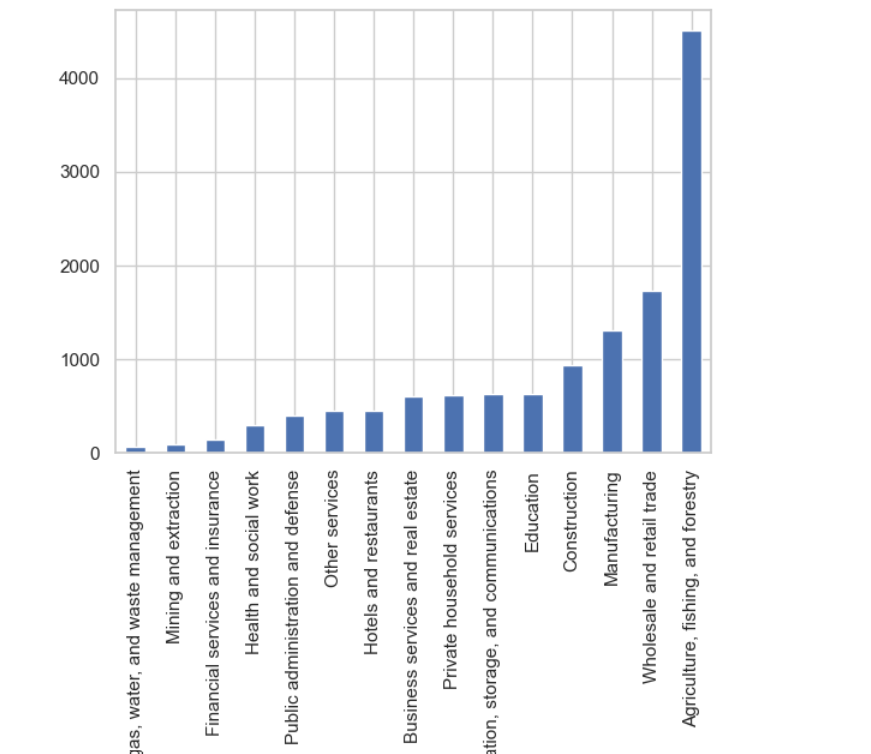 4000
3000
2000
1000
0
gas, water, and waste management
Mining and extraction
Financial services and insurance
Health and social work
Public administration and defense
Other services
Hotels and restaurants
Business services and real estate
Private household services
storage, and communications
Education
Construction
Manufacturing
Wholesale and retail trade
Agriculture, fishing, and forestry